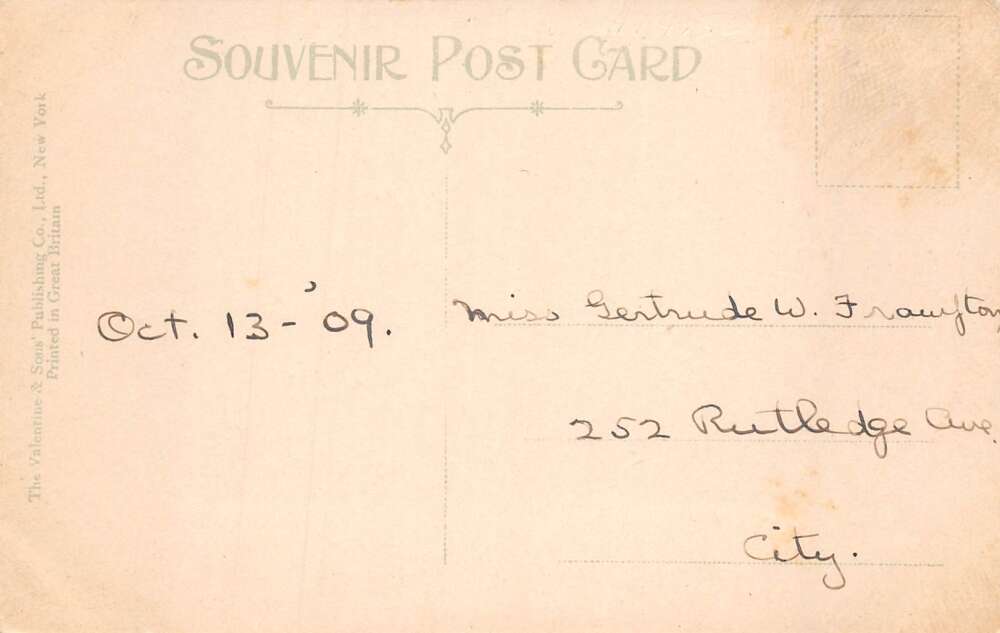 SOUVENIR POST CARD
The Valentine & Sons' Publishing Co., Ltd., New York
Printed in Great Britain
Oct. 13 - '09.
Miss Gertrude W. Frampton
252 Rutledge Ave.
City.